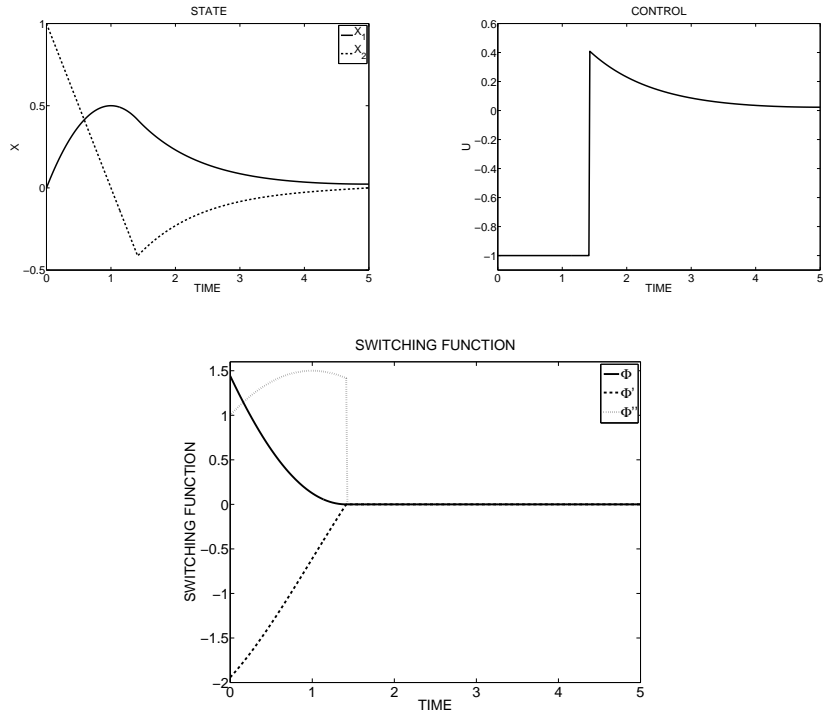 STATE
1
0.5
0
−0.5
X
X1
X2
0 1 2 3 4 5
TIME
CONTROL
0.6
0.4
0.2
0
−0.2
−0.4
−0.6
−0.8
−1
U
0 1 2 3 4 5
TIME
SWITCHING FUNCTION
1.5
1
0.5
0
−0.5
−1
−1.5
−2
SWITCHING FUNCTION
Φ
Φ'
Φ''
0 1 2 3 4 5
TIME